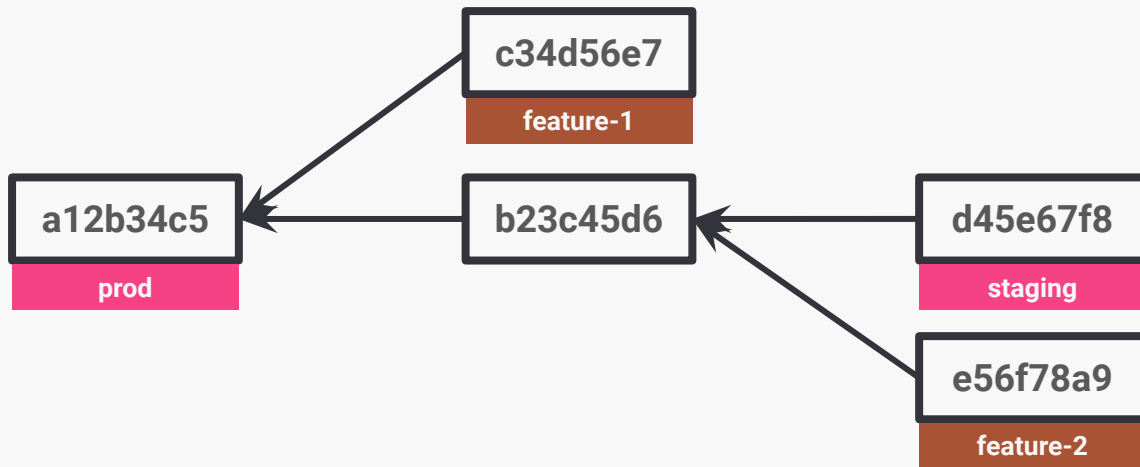 c34d56e7
feature-1
a12b34c5
prod
b23c45d6
d45e67f8
staging
e56f78a9
feature-2